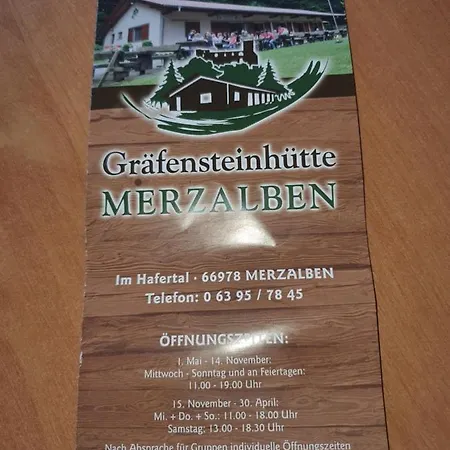 Gräfensteinhütte
MERZALBEN
Im Hafertal · 66978 MERZALBEN
Telefon: 0 63 95 / 78 45
ÖFFNUNGSZEITEN:
1. Mai - 14. November:
Mittwoch - Sonntag und an Feiertagen:
11.00 - 19.00 Uhr
15. November - 30. April:
Mi. + Do. + So.: 11.00 - 18.00 Uhr
Samstag: 13.00 - 18.30 Uhr
Nach Absprache für Gruppen individuelle Öffnungszeiten